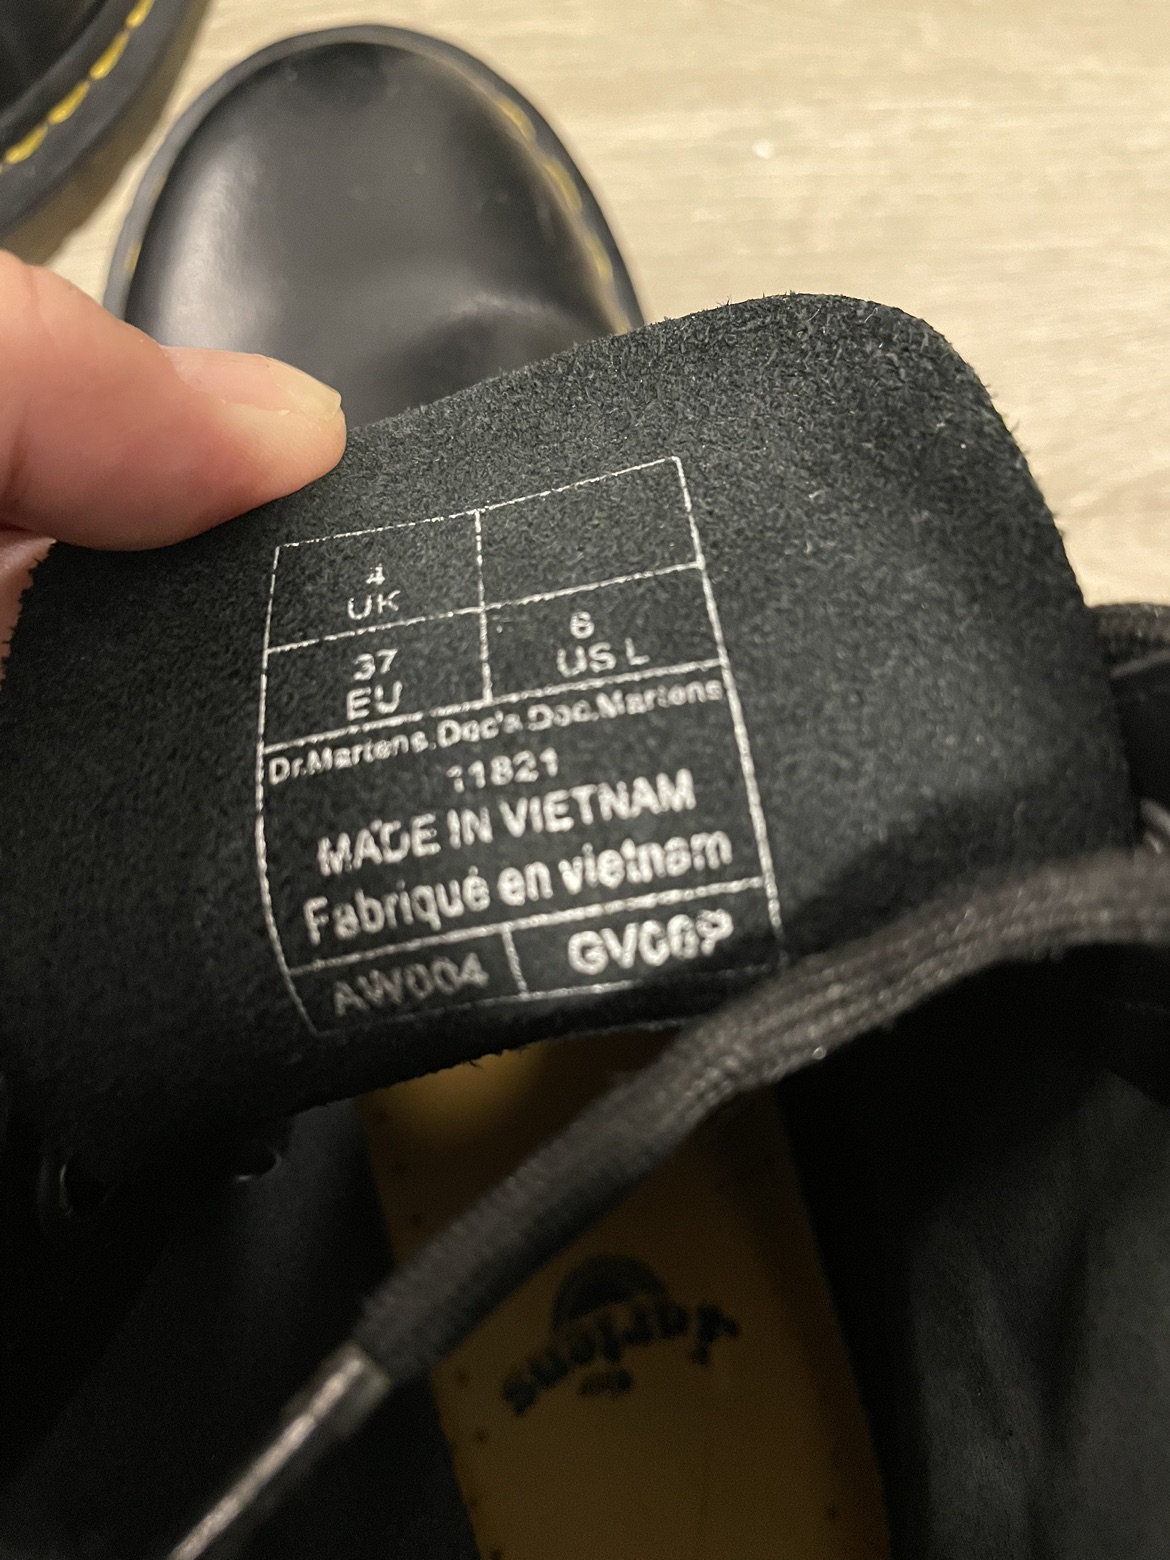 4
UK
37
EU
6
US L
Dr.Martens.Doc's.Doc.Martens
11821
MADE IN VIETNAM
Fabriqué en vietnam
AW004
GV06P
Martens